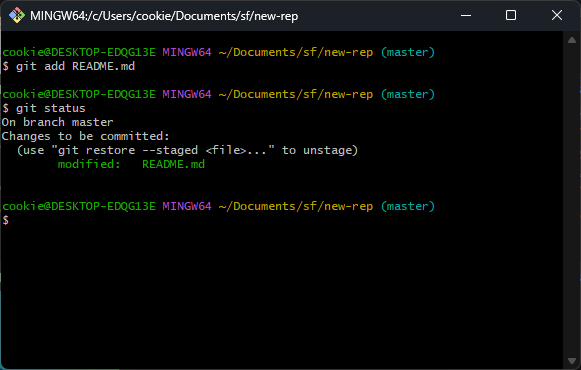 MINGW64:/c/Users/cookie/Documents/sf/new-rep
cookie@DESKTOP-EDQG13E MINGW64 ~/Documents/sf/new-rep (master)
$ git add README.md
cookie@DESKTOP-EDQG13E MINGW64 ~/Documents/sf/new-rep (master)
$ git status
On branch master
Changes to be committed:
  (use "git restore --staged <file>..." to unstage)
        modified:   README.md
cookie@DESKTOP-EDQG13E MINGW64 ~/Documents/sf/new-rep (master)
$